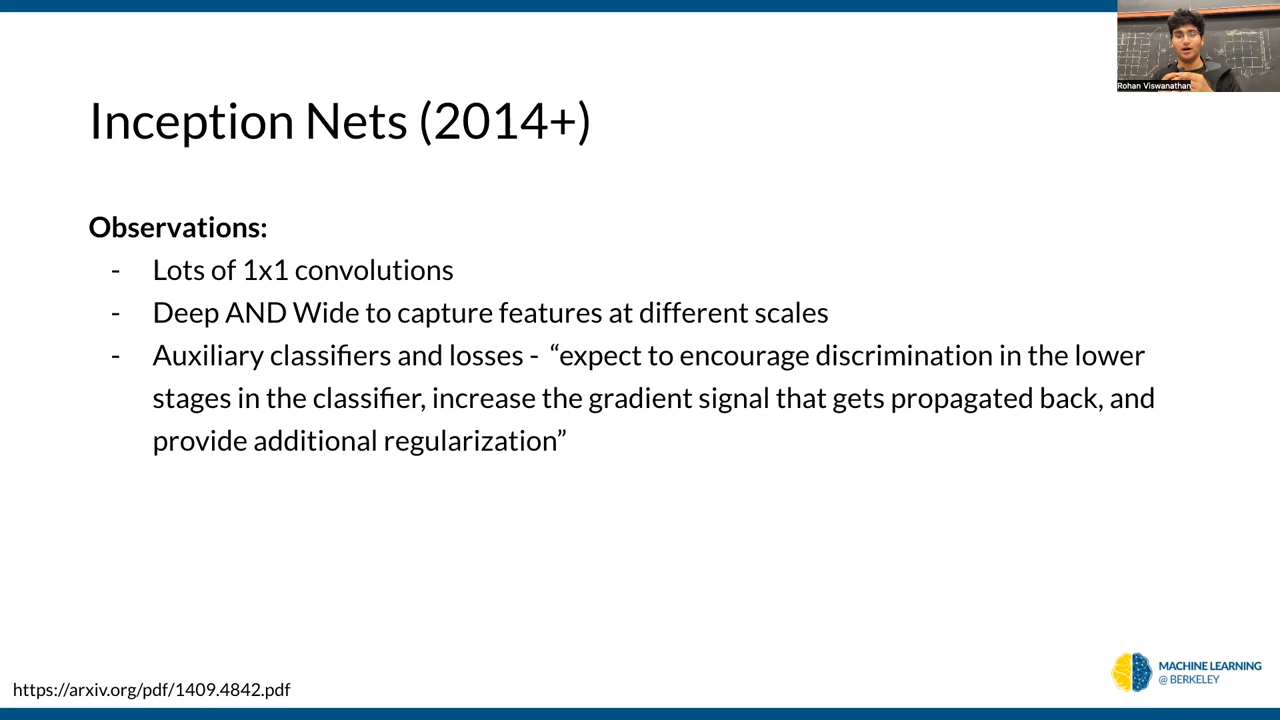 Rohan Viswanathan
Inception Nets (2014+)
Observations:
- Lots of 1x1 convolutions
- Deep AND Wide to capture features at different scales
- Auxiliary classifiers and losses - “expect to encourage discrimination in the lower
stages in the classifier, increase the gradient signal that gets propagated back, and
provide additional regularization”
https://arxiv.org/pdf/1409.4842.pdf
MACHINE LEARNING
@ BERKELEY